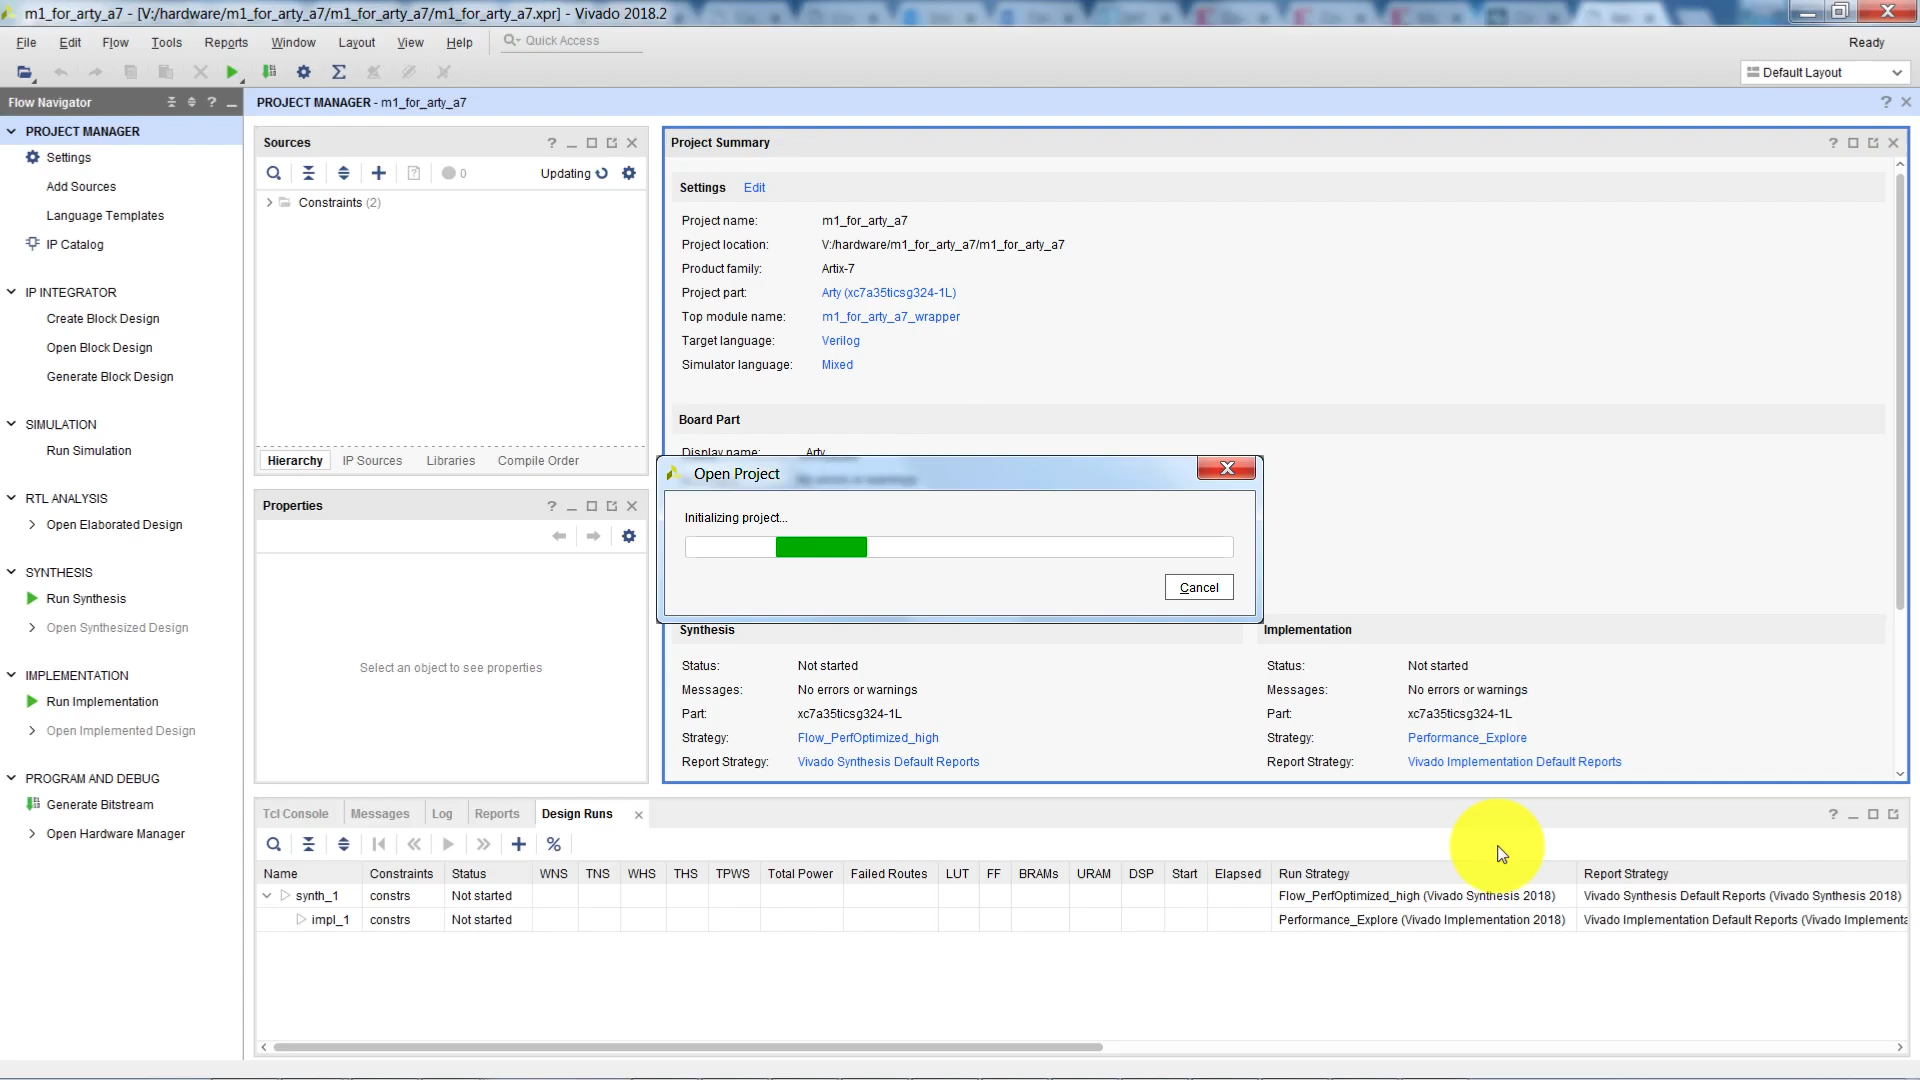 m1_for_arty_a7 - [V:/hardware/m1_for_arty_a7/m1_for_arty_a7/m1_for_arty_a7.xpr] - Vivado 2018.2
File Edit Flow Tools Reports Window Layout View Help Quick Access Ready
Default Layout
Flow Navigator
PROJECT MANAGER - m1_for_arty_a7
PROJECT MANAGER
Settings
Add Sources
Language Templates
IP Catalog
IP INTEGRATOR
Create Block Design
Open Block Design
Generate Block Design
SIMULATION
Run Simulation
RTL ANALYSIS
Open Elaborated Design
SYNTHESIS
Run Synthesis
Open Synthesized Design
IMPLEMENTATION
Run Implementation
Open Implemented Design
PROGRAM AND DEBUG
Generate Bitstream
Open Hardware Manager
Sources
0 Updating
Constraints (2)
Hierarchy IP Sources Libraries Compile Order
Properties
Select an object to see properties
Project Summary
Settings Edit
Project name: m1_for_arty_a7
Project location: V:/hardware/m1_for_arty_a7/m1_for_arty_a7
Product family: Artix-7
Project part: Arty (xc7a35ticsg324-1L)
Top module name: m1_for_arty_a7_wrapper
Target language: Verilog
Simulator language: Mixed
Board Part
Display name: Arty
Open Project
Initializing project...
Cancel
Synthesis Implementation
Status: Not started Status: Not started
Messages: No errors or warnings Messages: No errors or warnings
Part: xc7a35ticsg324-1L Part: xc7a35ticsg324-1L
Strategy: Flow_PerfOptimized_high Strategy: Performance_Explore
Report Strategy: Vivado Synthesis Default Reports Report Strategy: Vivado Implementation Default Reports
Tcl Console Messages Log Reports Design Runs
Name Constraints Status WNS TNS WHS THS TPWS Total Power Failed Routes LUT FF BRAMs URAM DSP Start Elapsed Run Strategy Report Strategy
synth_1 constrs Not started Flow_PerfOptimized_high (Vivado Synthesis 2018) Vivado Synthesis Default Reports (Vivado Synthesis 2018)
impl_1 constrs Not started Performance_Explore (Vivado Implementation 2018) Vivado Implementation Default Reports (Vivado Implementa